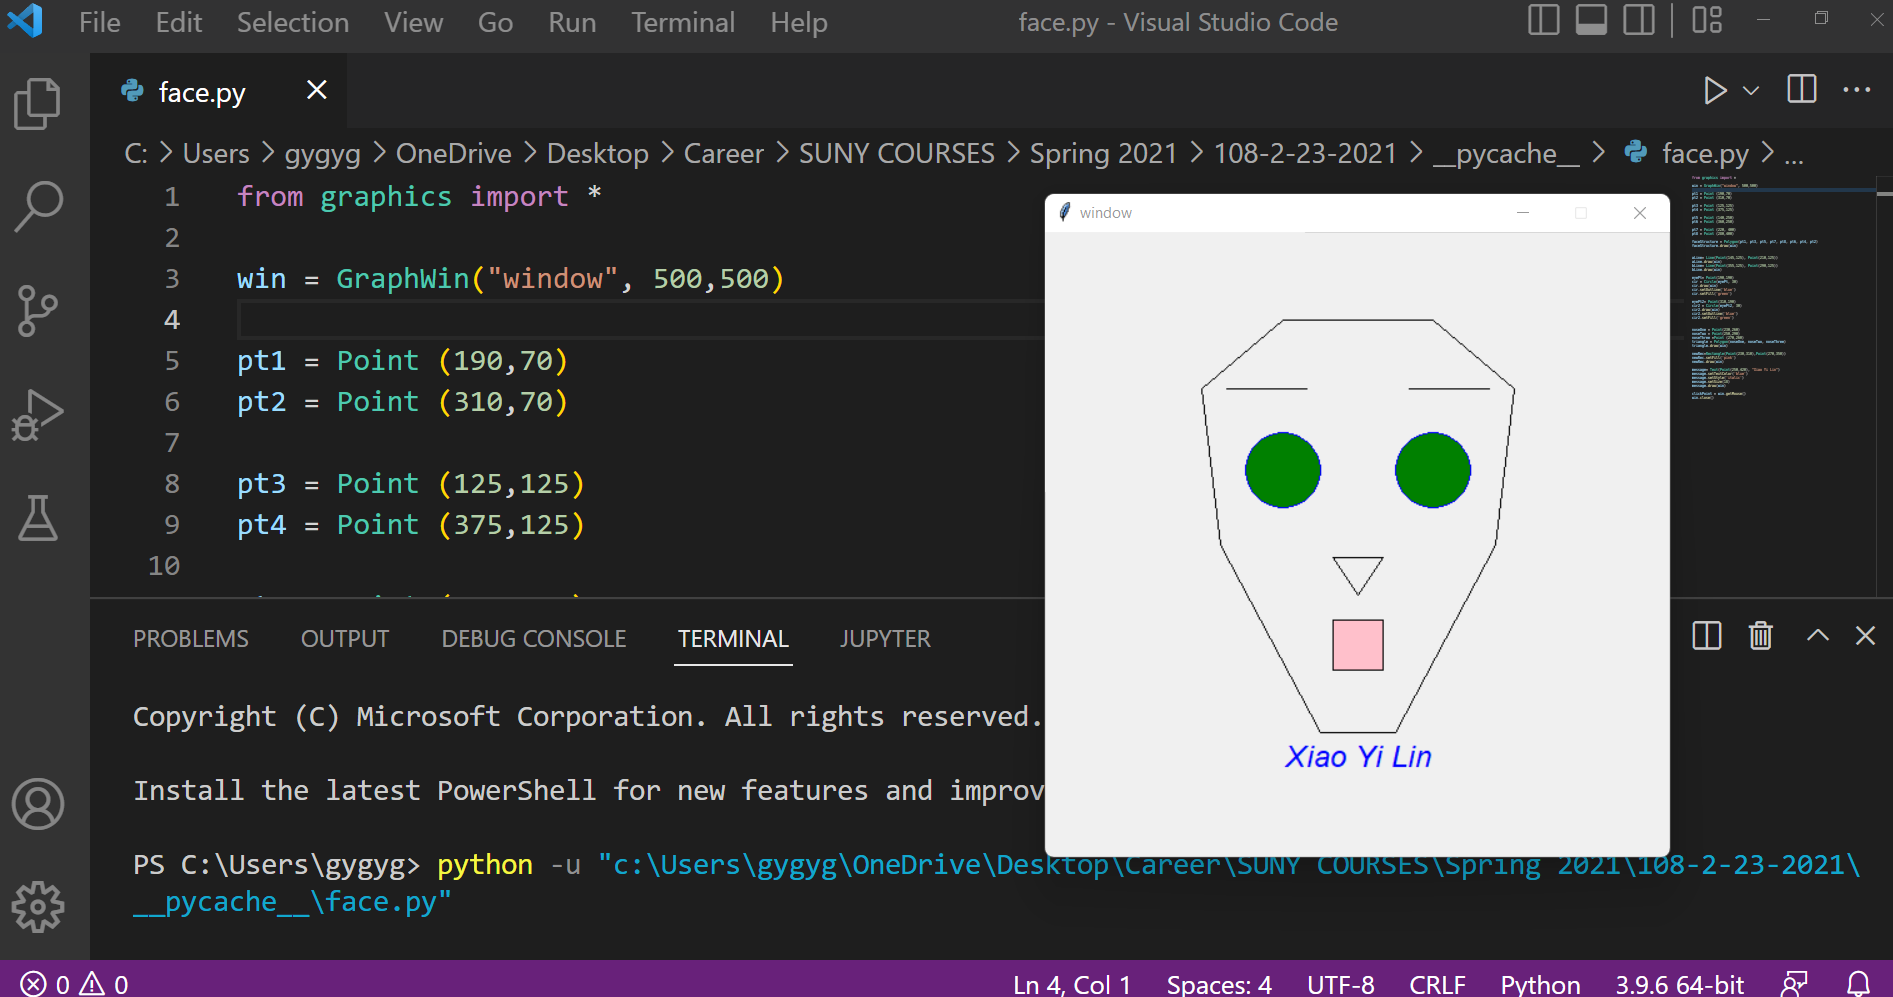 File Edit Selection View Go Run Terminal Help face.py - Visual Studio Code
face.py
C: > Users > gygyg > OneDrive > Desktop > Career > SUNY COURSES > Spring 2021 > 108-2-23-2021 > __pycache__ > face.py > ...
1 from graphics import *
2
3 win = GraphWin("window", 500,500)
4
5 pt1 = Point (190,70)
6 pt2 = Point (310,70)
7
8 pt3 = Point (125,125)
9 pt4 = Point (375,125)
10
window
Xiao Yi Lin
PROBLEMS OUTPUT DEBUG CONSOLE TERMINAL JUPYTER
Copyright (C) Microsoft Corporation. All rights reserved.
Install the latest PowerShell for new features and improv
PS C:\Users\gygyg> python -u "c:\Users\gygyg\OneDrive\Desktop\Career\SUNY COURSES\Spring 2021\108-2-23-2021\
__pycache__\face.py"
0 0 Ln 4, Col 1 Spaces: 4 UTF-8 CRLF Python 3.9.6 64-bit